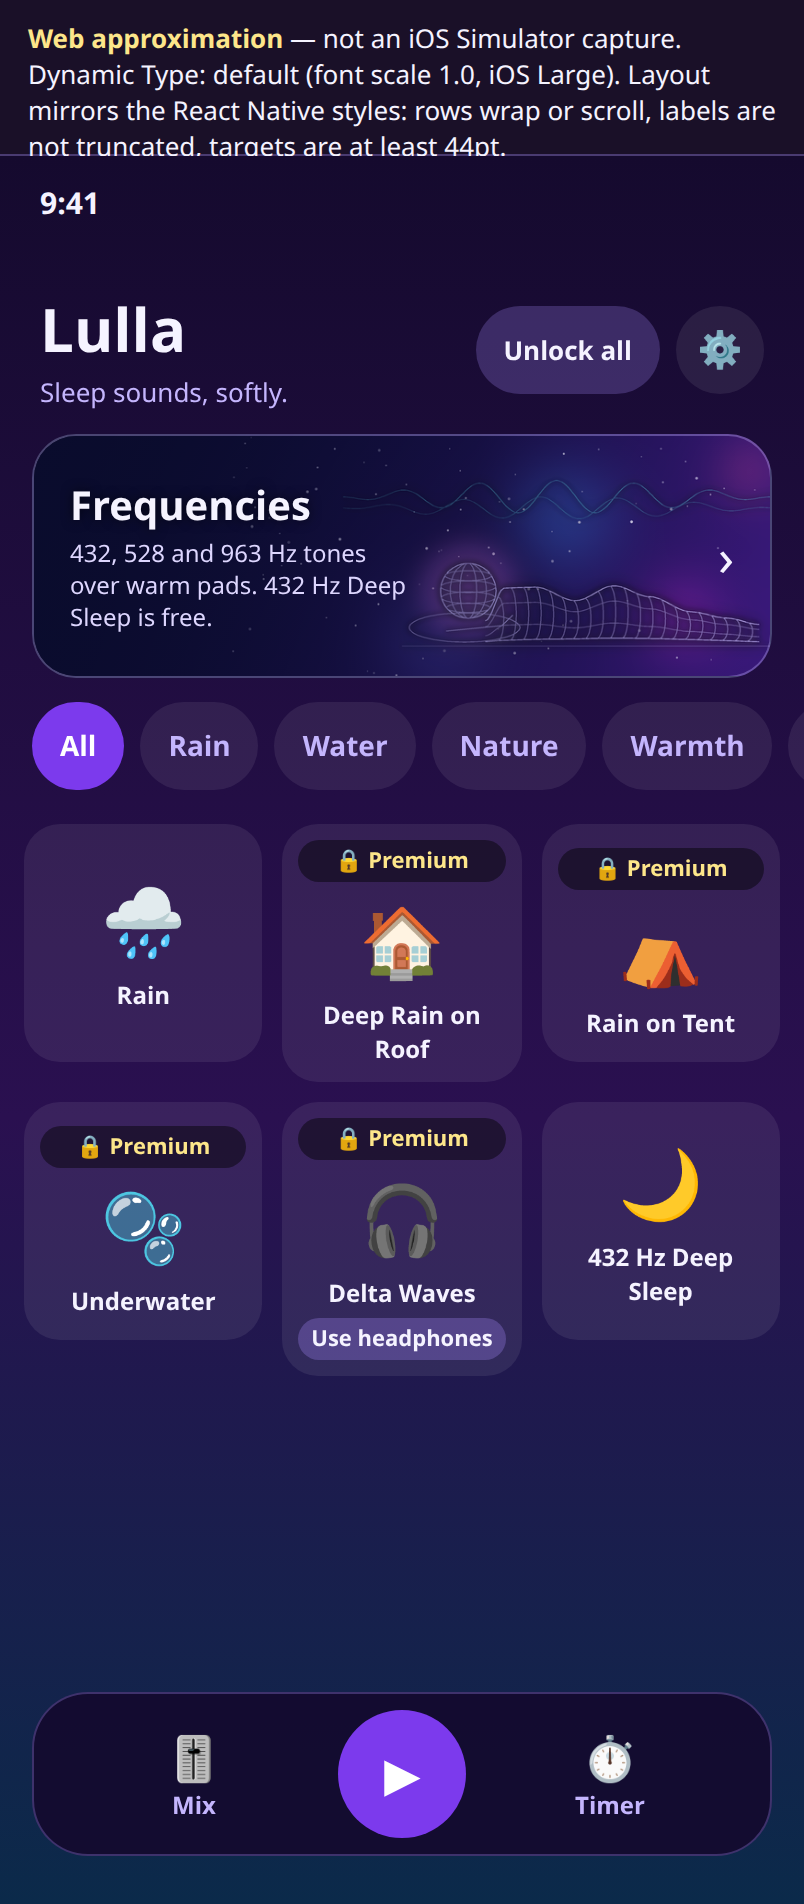 Web approximation — not an iOS Simulator capture.
Dynamic Type: default (font scale 1.0, iOS Large). Layout
mirrors the React Native styles: rows wrap or scroll, labels are
not truncated, targets are at least 44pt.
9:41
Lulla
Sleep sounds, softly.
Unlock all
Frequencies
432, 528 and 963 Hz tones
over warm pads. 432 Hz Deep
Sleep is free.
All
Rain
Water
Nature
Warmth
Rain
Premium
Deep Rain on
Roof
Premium
Rain on Tent
Premium
Underwater
Premium
Delta Waves
Use headphones
432 Hz Deep
Sleep
Mix
Timer